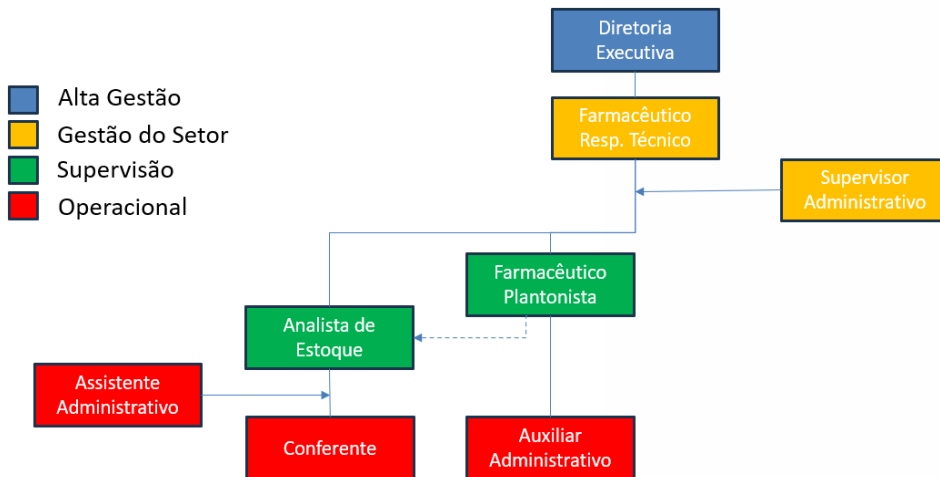 Diretoria
Executiva
Alta Gestão
Gestão do Setor
Supervisão
Operacional
Farmacêutico
Resp. Técnico
Supervisor
Administrativo
Farmacêutico
Plantonista
Analista de
Estoque
Assistente
Administrativo
Conferente
Auxiliar
Administrativo